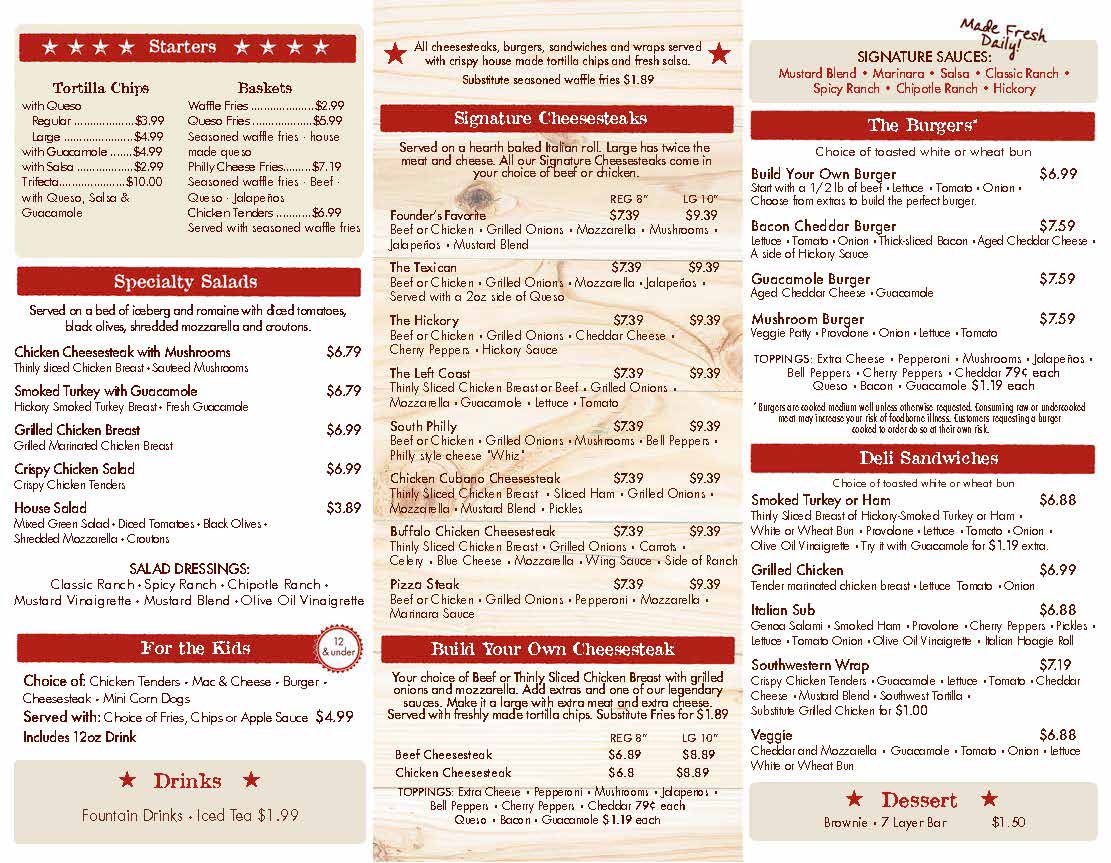 ★ ★ ★ ★ Starters ★ ★ ★ ★
Tortilla Chips
with Queso
Regular ...................$3.99
Large .......................$4.99
with Guacamole .......$4.99
with Salsa ..................$2.99
Trifecta......................$10.00
with Queso, Salsa &
Guacamole
Baskets
Waffle Fries .....................$2.99
Queso Fries ....................$5.99
Seasoned waffle fries · house
made queso
Philly Cheese Fries.........$7.19
Seasoned waffle fries · Beef ·
Queso · Jalapeños
Chicken Tenders ............$6.99
Served with seasoned waffle fries
Specialty Salads
Served on a bed of iceberg and romaine with diced tomatoes,
black olives, shredded mozzarella and croutons.
Chicken Cheesesteak with Mushrooms $6.79
Thinly sliced Chicken Breast • Sauteed Mushrooms
Smoked Turkey with Guacamole $6.79
Hickory Smoked Turkey Breast • Fresh Guacamole
Grilled Chicken Breast $6.99
Grilled Marinated Chicken Breast
Crispy Chicken Salad $6.99
Crispy Chicken Tenders
House Salad $3.89
Mixed Green Salad • Diced Tomatoes • Black Olives •
Shredded Mozzarella • Croutons
SALAD DRESSINGS:
Classic Ranch • Spicy Ranch • Chipotle Ranch •
Mustard Vinaigrette • Mustard Blend • Olive Oil Vinaigrette
For the Kids
12
& under
Choice of: Chicken Tenders • Mac & Cheese • Burger •
Cheesesteak • Mini Corn Dogs
Served with: Choice of Fries, Chips or Apple Sauce $4.99
Includes 12oz Drink
★ Drinks ★
Fountain Drinks • Iced Tea $1.99
★ All cheesesteaks, burgers, sandwiches and wraps served ★
with crispy house made tortilla chips and fresh salsa.
Substitute seasoned waffle fries $1.89
Signature Cheesesteaks
Served on a hearth baked Italian roll. Large has twice the
meat and cheese. All our Signature Cheesesteaks come in
your choice of beef or chicken.
REG 8" LG 10"
Founder's Favorite $7.39 $9.39
Beef or Chicken • Grilled Onions • Mozzarella • Mushrooms •
Jalapeños • Mustard Blend
The Texican $7.39 $9.39
Beef or Chicken • Grilled Onions • Mozzarella • Jalapeños •
Served with a 2oz side of Queso
The Hickory $7.39 $9.39
Beef or Chicken • Grilled Onions • Cheddar Cheese •
Cherry Peppers • Hickory Sauce
The Left Coast $7.39 $9.39
Thinly Sliced Chicken Breast or Beef • Grilled Onions •
Mozzarella • Guacamole • Lettuce • Tomato
South Philly $7.39 $9.39
Beef or Chicken • Grilled Onions • Mushrooms • Bell Peppers •
Philly style cheese "Whiz"
Chicken Cubano Cheesesteak $7.39 $9.39
Thinly Sliced Chicken Breast • Sliced Ham • Grilled Onions •
Mozzarella • Mustard Blend • Pickles
Buffalo Chicken Cheesesteak $7.39 $9.39
Thinly Sliced Chicken Breast • Grilled Onions • Carrots •
Celery • Blue Cheese • Mozzarella • Wing Sauce • Side of Ranch
Pizza Steak $7.39 $9.39
Beef or Chicken • Grilled Onions • Pepperoni • Mozzarella •
Marinara Sauce
Build Your Own Cheesesteak
Your choice of Beef or Thinly Sliced Chicken Breast with grilled
onions and mozzarella. Add extras and one of our legendary
sauces. Make it a large with extra meat and extra cheese.
Served with freshly made tortilla chips. Substitute Fries for $1.89
REG 8" LG 10"
Beef Cheesesteak $6.89 $8.89
Chicken Cheesesteak $6.8 $8.89
TOPPINGS: Extra Cheese • Pepperoni • Mushrooms • Jalapeños •
Bell Peppers • Cherry Peppers • Cheddar 79¢ each
Queso • Bacon • Guacamole $1.19 each
Made Fresh
Daily!
SIGNATURE SAUCES:
Mustard Blend • Marinara • Salsa • Classic Ranch •
Spicy Ranch • Chipotle Ranch • Hickory
The Burgers*
Choice of toasted white or wheat bun
Build Your Own Burger $6.99
Start with a 1/2 lb of beef • Lettuce • Tomato • Onion •
Choose from extras to build the perfect burger.
Bacon Cheddar Burger $7.59
Lettuce • Tomato • Onion • Thick-sliced Bacon • Aged Cheddar Cheese •
A side of Hickory Sauce
Guacamole Burger $7.59
Aged Cheddar Cheese • Guacamole
Mushroom Burger $7.59
Veggie Patty • Provolone • Onion • Lettuce • Tomato
TOPPINGS: Extra Cheese • Pepperoni • Mushrooms • Jalapeños •
Bell Peppers • Cherry Peppers • Cheddar 79¢ each
Queso • Bacon • Guacamole $1.19 each
* Burgers are cooked medium well unless otherwise requested. Consuming raw or undercooked
meat may increase your risk of foodborne illness. Customers requesting a burger
cooked to order do so at their own risk.
Deli Sandwiches
Choice of toasted white or wheat bun
Smoked Turkey or Ham $6.88
Thinly Sliced Breast of Hickory-Smoked Turkey or Ham •
White or Wheat Bun • Provolone • Lettuce • Tomato • Onion •
Olive Oil Vinaigrette • Try it with Guacamole for $1.19 extra.
Grilled Chicken $6.99
Tender marinated chicken breast • Lettuce Tomato • Onion
Italian Sub $6.88
Genoa Salami • Smoked Ham • Provolone • Cherry Peppers • Pickles •
Lettuce • Tomato Onion • Olive Oil Vinaigrette • Italian Hoagie Roll
Southwestern Wrap $7.19
Crispy Chicken Tenders • Guacamole • Lettuce • Tomato • Cheddar
Cheese • Mustard Blend • Southwest Tortilla •
Substitute Grilled Chicken for $1.00
Veggie $6.88
Cheddar and Mozzarella • Guacamole • Tomato • Onion • Lettuce
White or Wheat Bun
★ Dessert ★
Brownie • 7 Layer Bar $1.50